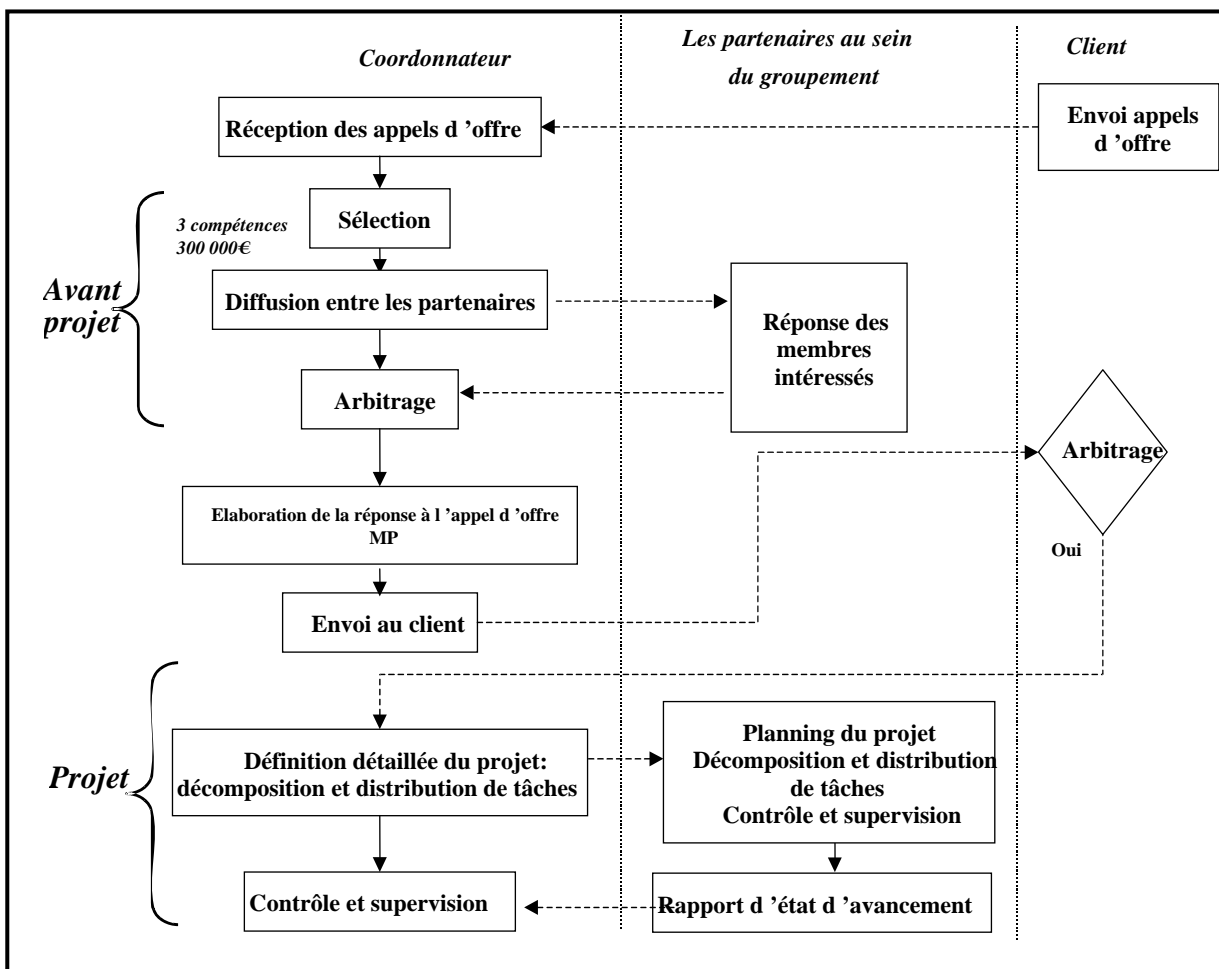 Coordonnateur
Les partenaires au sein
du groupement
Client
Réception des appels d ’offre
Envoi appels
d ’offre
3 compétences
300 000€
Sélection
Avant
projet
Diffusion entre les partenaires
Réponse des
membres
intéressés
Arbitrage
Arbitrage
Elaboration de la réponse à l ’appel d ’offre
MP
Oui
Envoi au client
Projet
Définition détaillée du projet:
décomposition et distribution de tâches
Planning du projet
Décomposition et distribution
de tâches
Contrôle et supervision
Contrôle et supervision
Rapport d ’état d ’avancement